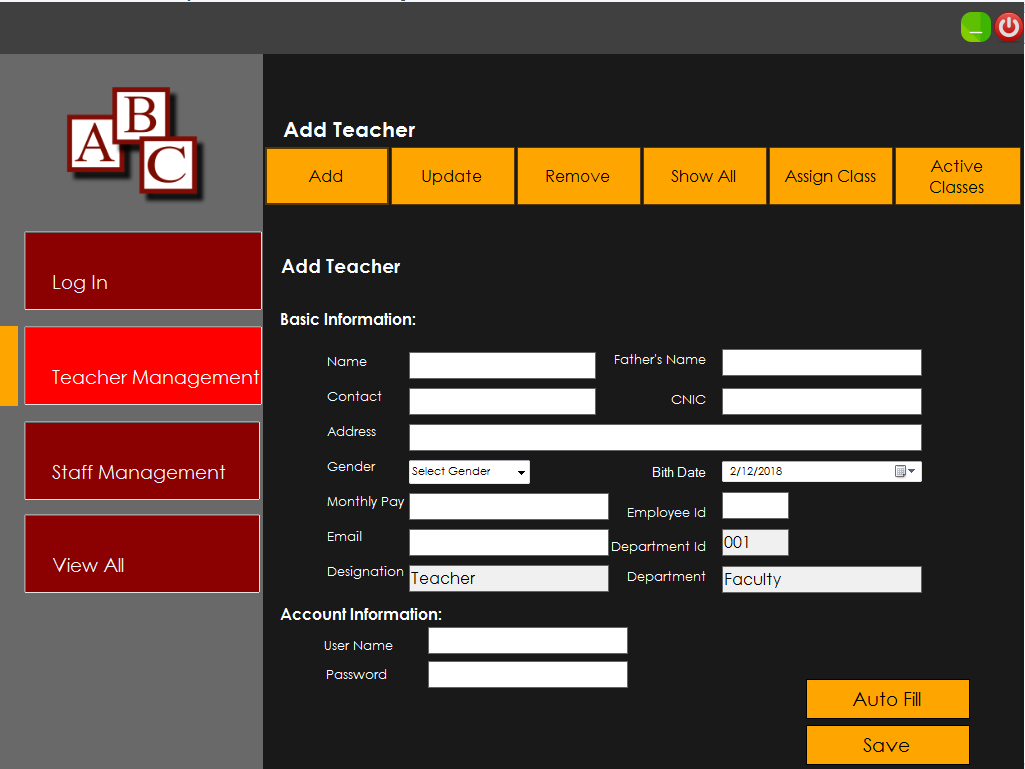 A B C
Add Teacher
Add Update Remove Show All Assign Class Active
Classes
Log In
Teacher Management
Staff Management
View All
Add Teacher
Basic Information:
Name Father's Name
Contact CNIC
Address
Gender Select Gender Bith Date 2/12/2018
Monthly Pay Employee Id
Email Department Id 001
Designation Teacher Department Faculty
Account Information:
User Name
Password
Auto Fill
Save